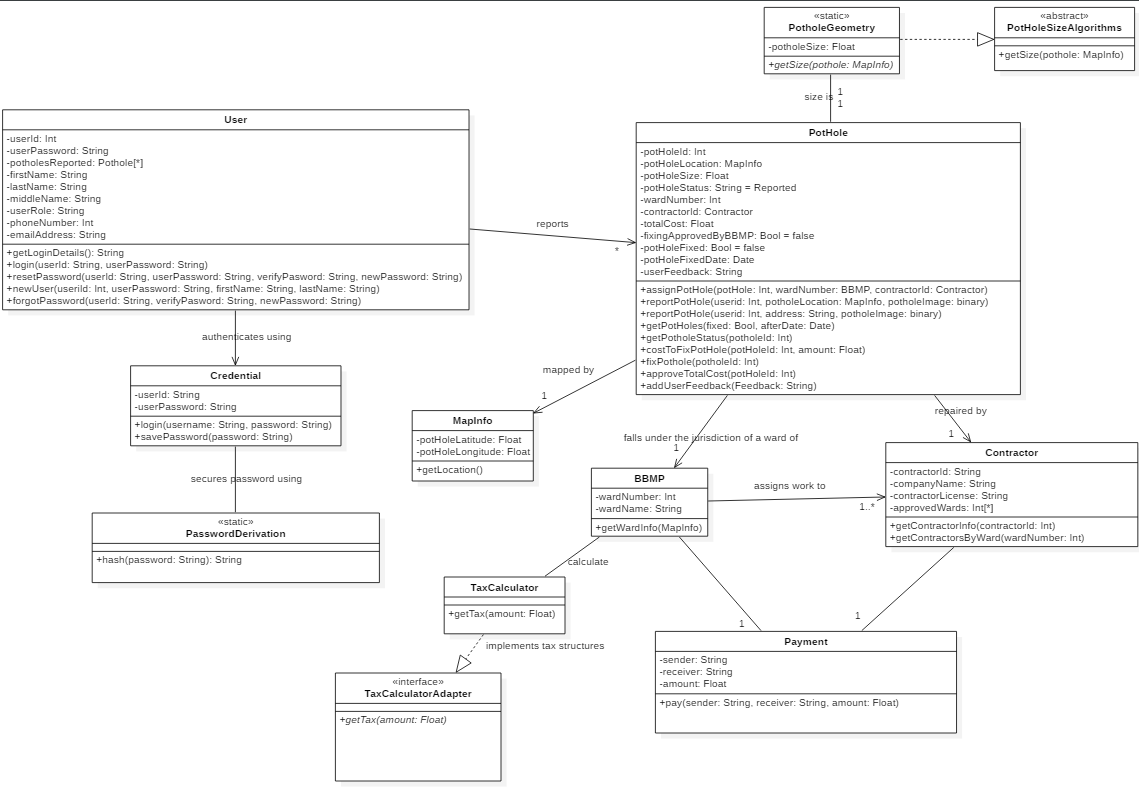 «static»
PotholeGeometry
-potholeSize: Float
+getSize(pothole: MapInfo)
«abstract»
PotHoleSizeAlgorithms
+getSize(pothole: MapInfo)
size is
1
1
User
-userId: Int
-userPassword: String
-potholesReported: Pothole[*]
-firstName: String
-lastName: String
-middleName: String
-userRole: String
-phoneNumber: Int
-emailAddress: String
+getLoginDetails(): String
+login(userId: String, userPassword: String)
+resetPassword(userId: String, userPassword: String, verifyPasword: String, newPassword: String)
+newUser(useriId: Int, userPassword: String, firstName: String, lastName: String)
+forgotPassword(userId: String, verifyPasword: String, newPassword: String)
reports
*
PotHole
-potHoleId: Int
-potHoleLocation: MapInfo
-potHoleSize: Float
-potHoleStatus: String = Reported
-wardNumber: Int
-contractorId: Contractor
-totalCost: Float
-fixingApprovedByBBMP: Bool = false
-potHoleFixed: Bool = false
-potHoleFixedDate: Date
-userFeedback: String
+assignPotHole(potHole: Int, wardNumber: BBMP, contractorId: Contractor)
+reportPotHole(userid: Int, potholeLocation: MapInfo, potholeImage: binary)
+reportPotHole(userid: Int, address: String, potholeImage: binary)
+getPotHoles(fixed: Bool, afterDate: Date)
+getPotholeStatus(potholeId: Int)
+costToFixPotHole(potHoleId: Int, amount: Float)
+fixPothole(potholeId: Int)
+approveTotalCost(potHoleId: Int)
+addUserFeedback(Feedback: String)
authenticates using
Credential
-userId: String
-userPassword: String
+login(username: String, password: String)
+savePassword(password: String)
secures password using
«static»
PasswordDerivation
+hash(password: String): String
mapped by
1
MapInfo
-potHoleLatitude: Float
-potHoleLongitude: Float
+getLocation()
falls under the jurisdiction of a ward of
1
repaired by
1
BBMP
-wardNumber: Int
-wardName: String
+getWardInfo(MapInfo)
assigns work to
1..*
Contractor
-contractorId: String
-companyName: String
-contractorLicense: String
-approvedWards: Int[*]
+getContractorInfo(contractorId: Int)
+getContractorsByWard(wardNumber: Int)
calculate
TaxCalculator
+getTax(amount: Float)
implements tax structures
«interface»
TaxCalculatorAdapter
+getTax(amount: Float)
1
1
Payment
-sender: String
-receiver: String
-amount: Float
+pay(sender: String, receiver: String, amount: Float)